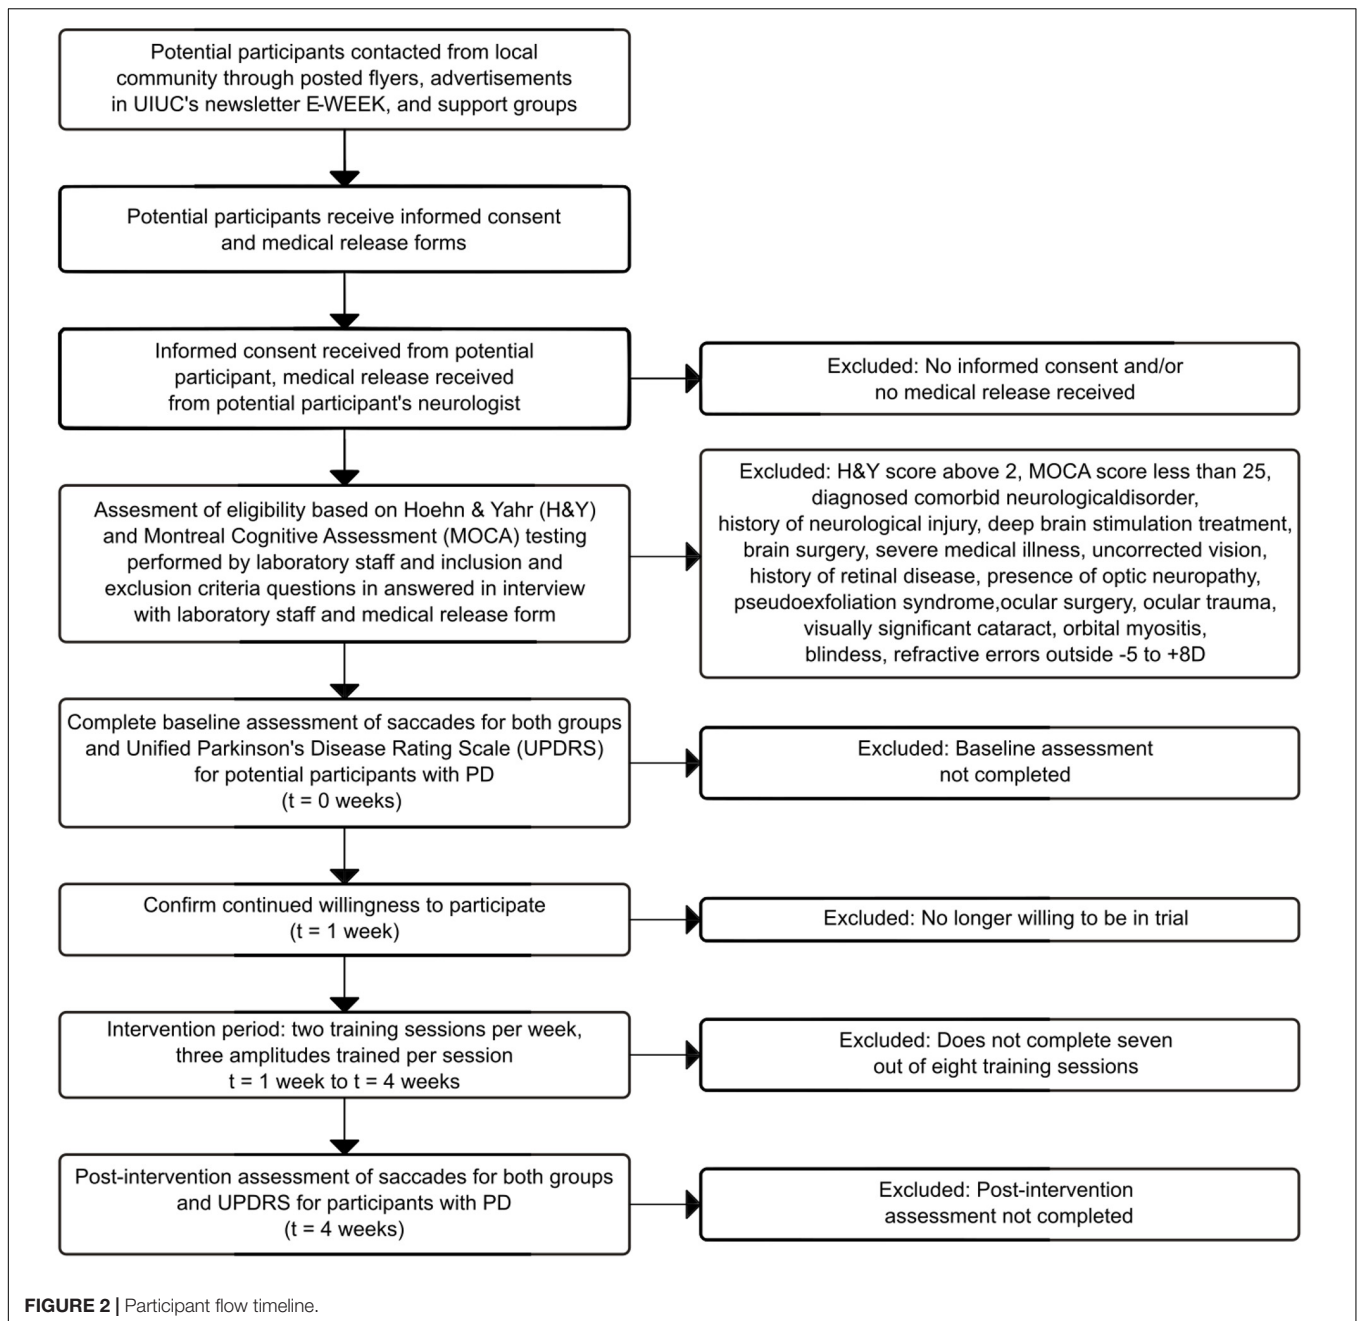 Potential participants contacted from local
community through posted flyers, advertisements
in UIUC's newsletter E-WEEK, and support groups
Potential participants receive informed consent
and medical release forms
Informed consent received from potential
participant, medical release received
from potential participant's neurologist
Excluded: No informed consent and/or
no medical release received
Assesment of eligibility based on Hoehn & Yahr (H&Y)
and Montreal Cognitive Assessment (MOCA) testing
performed by laboratory staff and inclusion and
exclusion criteria questions in answered in interview
with laboratory staff and medical release form
Excluded: H&Y score above 2, MOCA score less than 25,
diagnosed comorbid neurologicaldisorder,
history of neurological injury, deep brain stimulation treatment,
brain surgery, severe medical illness, uncorrected vision,
history of retinal disease, presence of optic neuropathy,
pseudoexfoliation syndrome,ocular surgery, ocular trauma,
visually significant cataract, orbital myositis,
blindess, refractive errors outside -5 to +8D
Complete baseline assessment of saccades for both groups
and Unified Parkinson's Disease Rating Scale (UPDRS)
for potential participants with PD
(t = 0 weeks)
Excluded: Baseline assessment
not completed
Confirm continued willingness to participate
(t = 1 week)
Excluded: No longer willing to be in trial
Intervention period: two training sessions per week,
three amplitudes trained per session
t = 1 week to t = 4 weeks
Excluded: Does not complete seven
out of eight training sessions
Post-intervention assessment of saccades for both groups
and UPDRS for participants with PD
(t = 4 weeks)
Excluded: Post-intervention
assessment not completed
FIGURE 2 | Participant flow timeline.